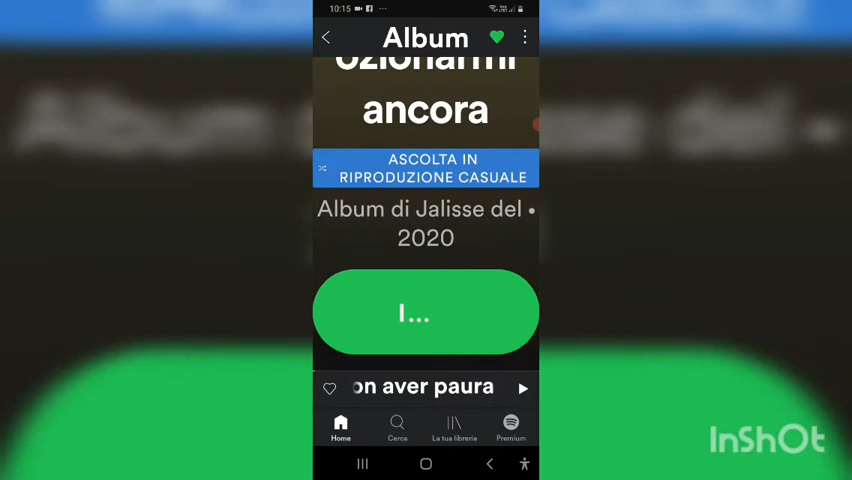 10:15
Album
ozionarmi
ancora
ASCOLTA IN
RIPRODUZIONE CASUALE
Album di Jalisse del •
2020
I...
on aver paura
Home
Cerca
La tua libreria
Premium
InShOt